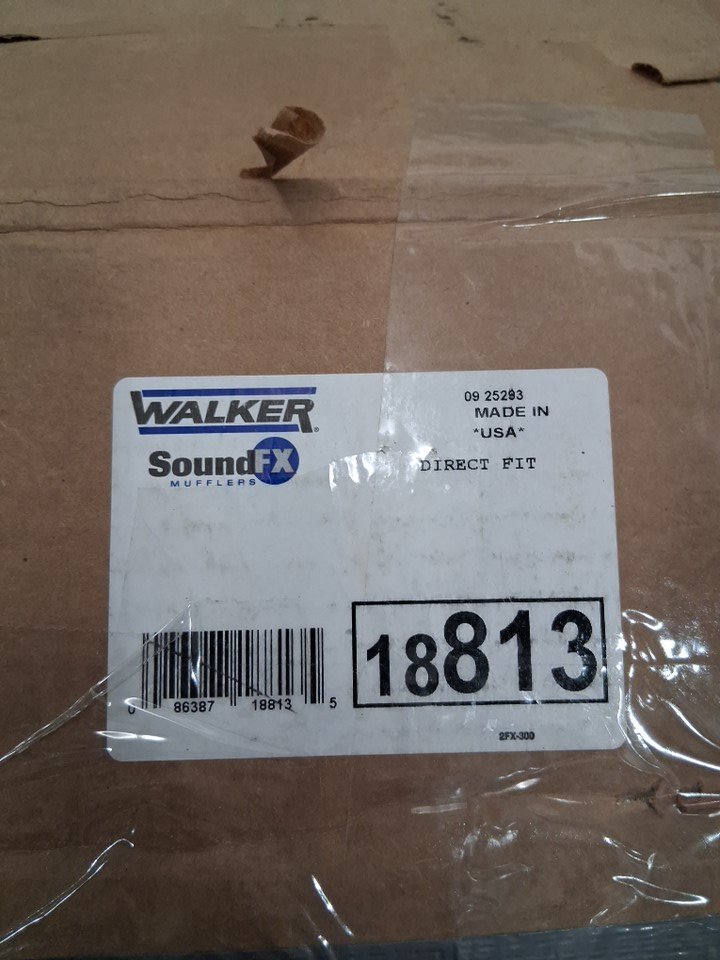 WALKER®
SoundFX
MUFFLERS
09 25293
MADE IN
*USA*
DIRECT FIT
0 86387 18813 5
18813
2FX-300